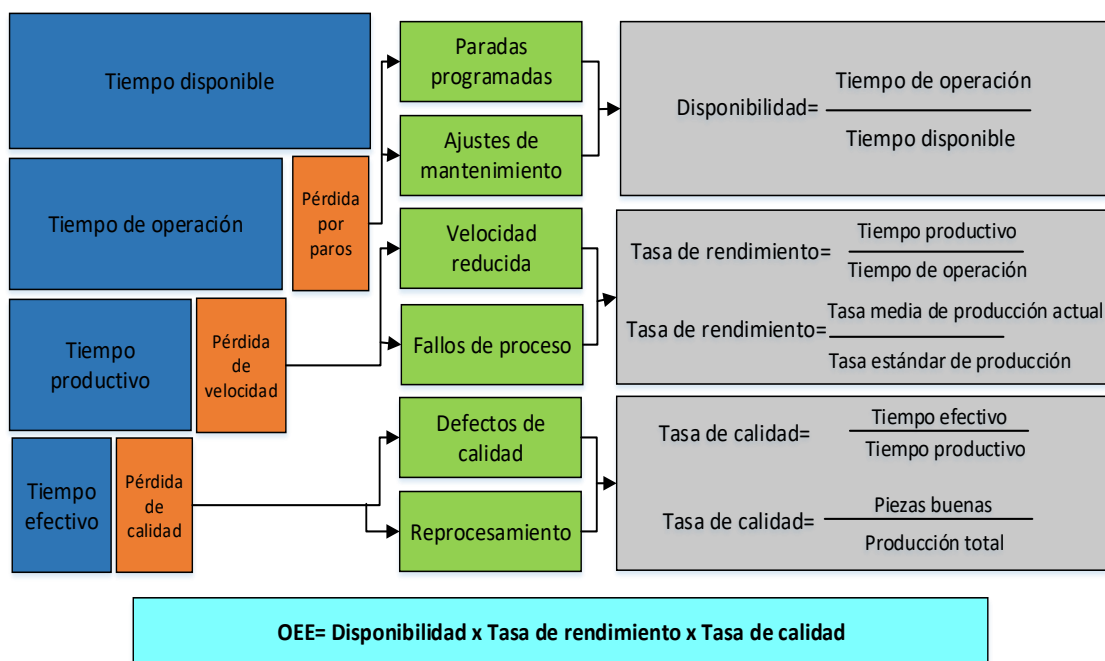 Tiempo disponible
Paradas
programadas
Disponibilidad=
Tiempo de operación
Tiempo disponible
Ajustes de
mantenimiento
Tiempo de operación
Pérdida
por
paros
Velocidad
reducida
Tasa de rendimiento=
Tiempo productivo
Tiempo de operación
Tiempo
productivo
Pérdida
de
velocidad
Fallos de proceso
Tasa de rendimiento=
Tasa media de producción actual
Tasa estándar de producción
Defectos de
calidad
Tasa de calidad=
Tiempo efectivo
Tiempo productivo
Tiempo
efectivo
Pérdida
de
calidad
Reprocesamiento
Tasa de calidad=
Piezas buenas
Producción total
OEE= Disponibilidad x Tasa de rendimiento x Tasa de calidad